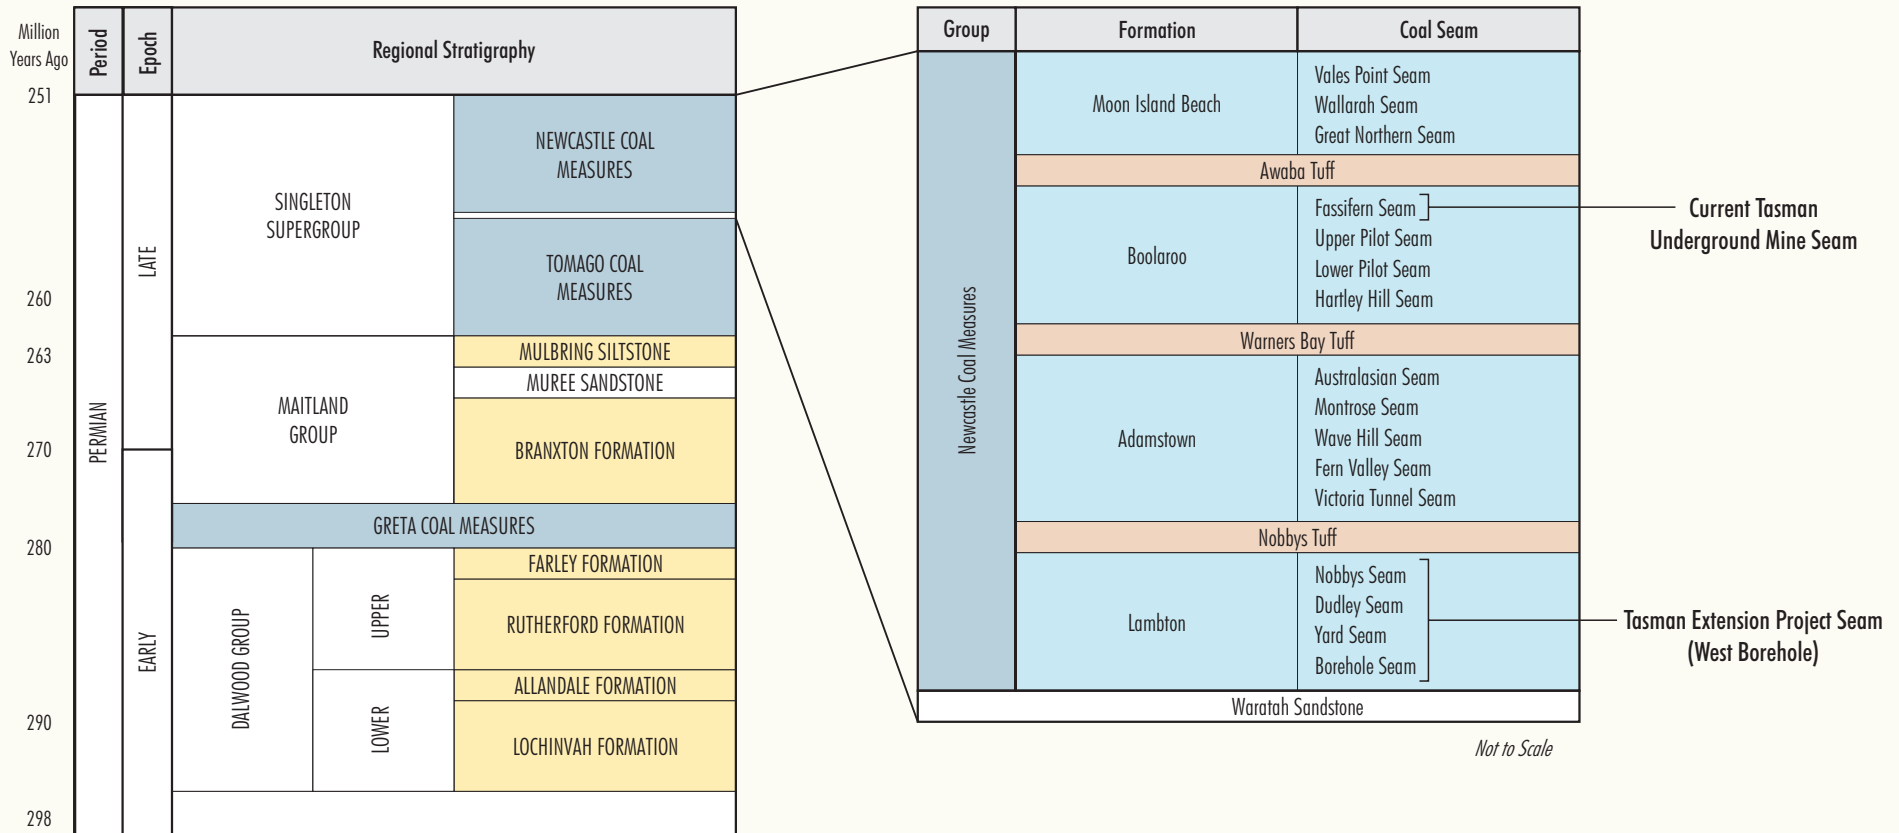 Million
Years Ago
Period
Epoch
Regional Stratigraphy
251
260
263
270
280
290
298
PERMIAN
LATE
EARLY
SINGLETON
SUPERGROUP
NEWCASTLE COAL
MEASURES
TOMAGO COAL
MEASURES
MAITLAND
GROUP
MULBRING SILTSTONE
MUREE SANDSTONE
BRANXTON FORMATION
GRETA COAL MEASURES
DALWOOD GROUP
UPPER
LOWER
FARLEY FORMATION
RUTHERFORD FORMATION
ALLANDALE FORMATION
LOCHINVAH FORMATION
Group
Formation
Coal Seam
Newcastle Coal Measures
Moon Island Beach
Vales Point Seam
Wallarah Seam
Great Northern Seam
Awaba Tuff
Boolaroo
Fassifern Seam
Upper Pilot Seam
Lower Pilot Seam
Hartley Hill Seam
Warners Bay Tuff
Adamstown
Australasian Seam
Montrose Seam
Wave Hill Seam
Fern Valley Seam
Victoria Tunnel Seam
Nobbys Tuff
Lambton
Nobbys Seam
Dudley Seam
Yard Seam
Borehole Seam
Waratah Sandstone
Not to Scale
Current Tasman
Underground Mine Seam
Tasman Extension Project Seam
(West Borehole)